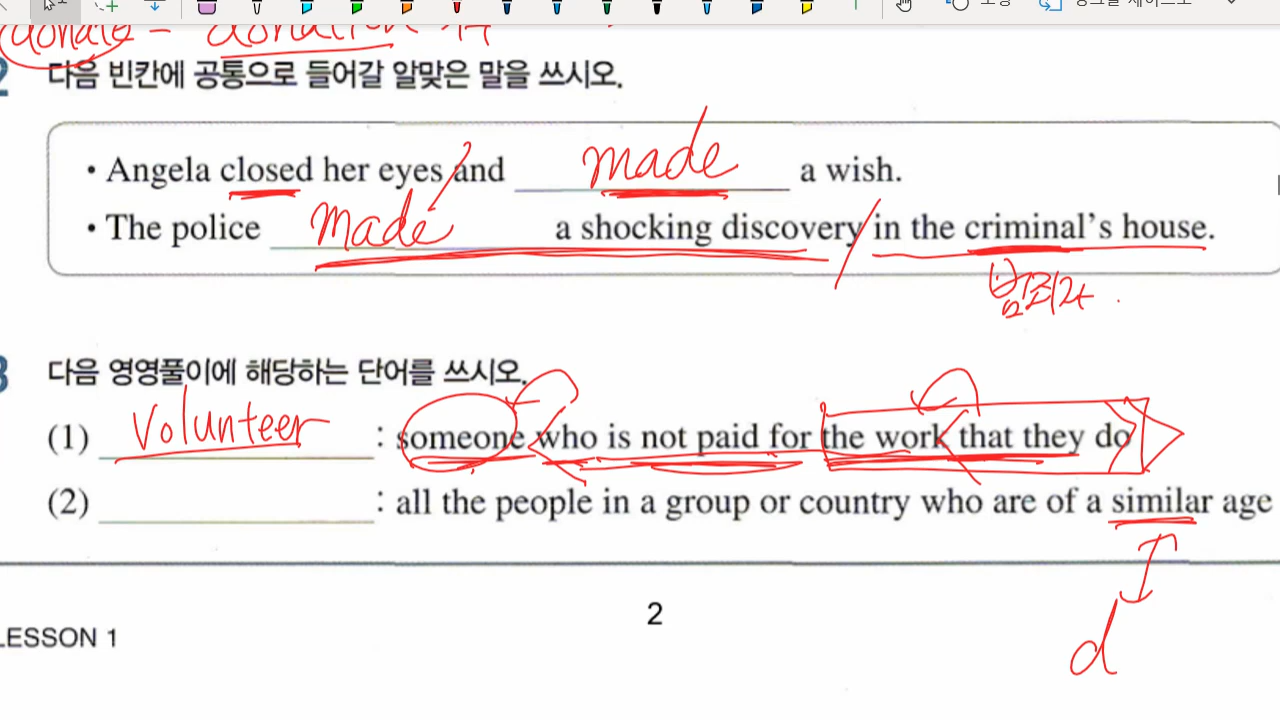 donate - donation
2 다음 빈칸에 공통으로 들어갈 알맞은 말을 쓰시오.
• Angela closed her eyes and made a wish.
• The police made a shocking discovery in the criminal's house.
범죄자
3 다음 영영풀이에 해당하는 단어를 쓰시오.
(1) volunteer : someone who is not paid for the work that they do
(2) : all the people in a group or country who are of a similar age
d
2
LESSON 1